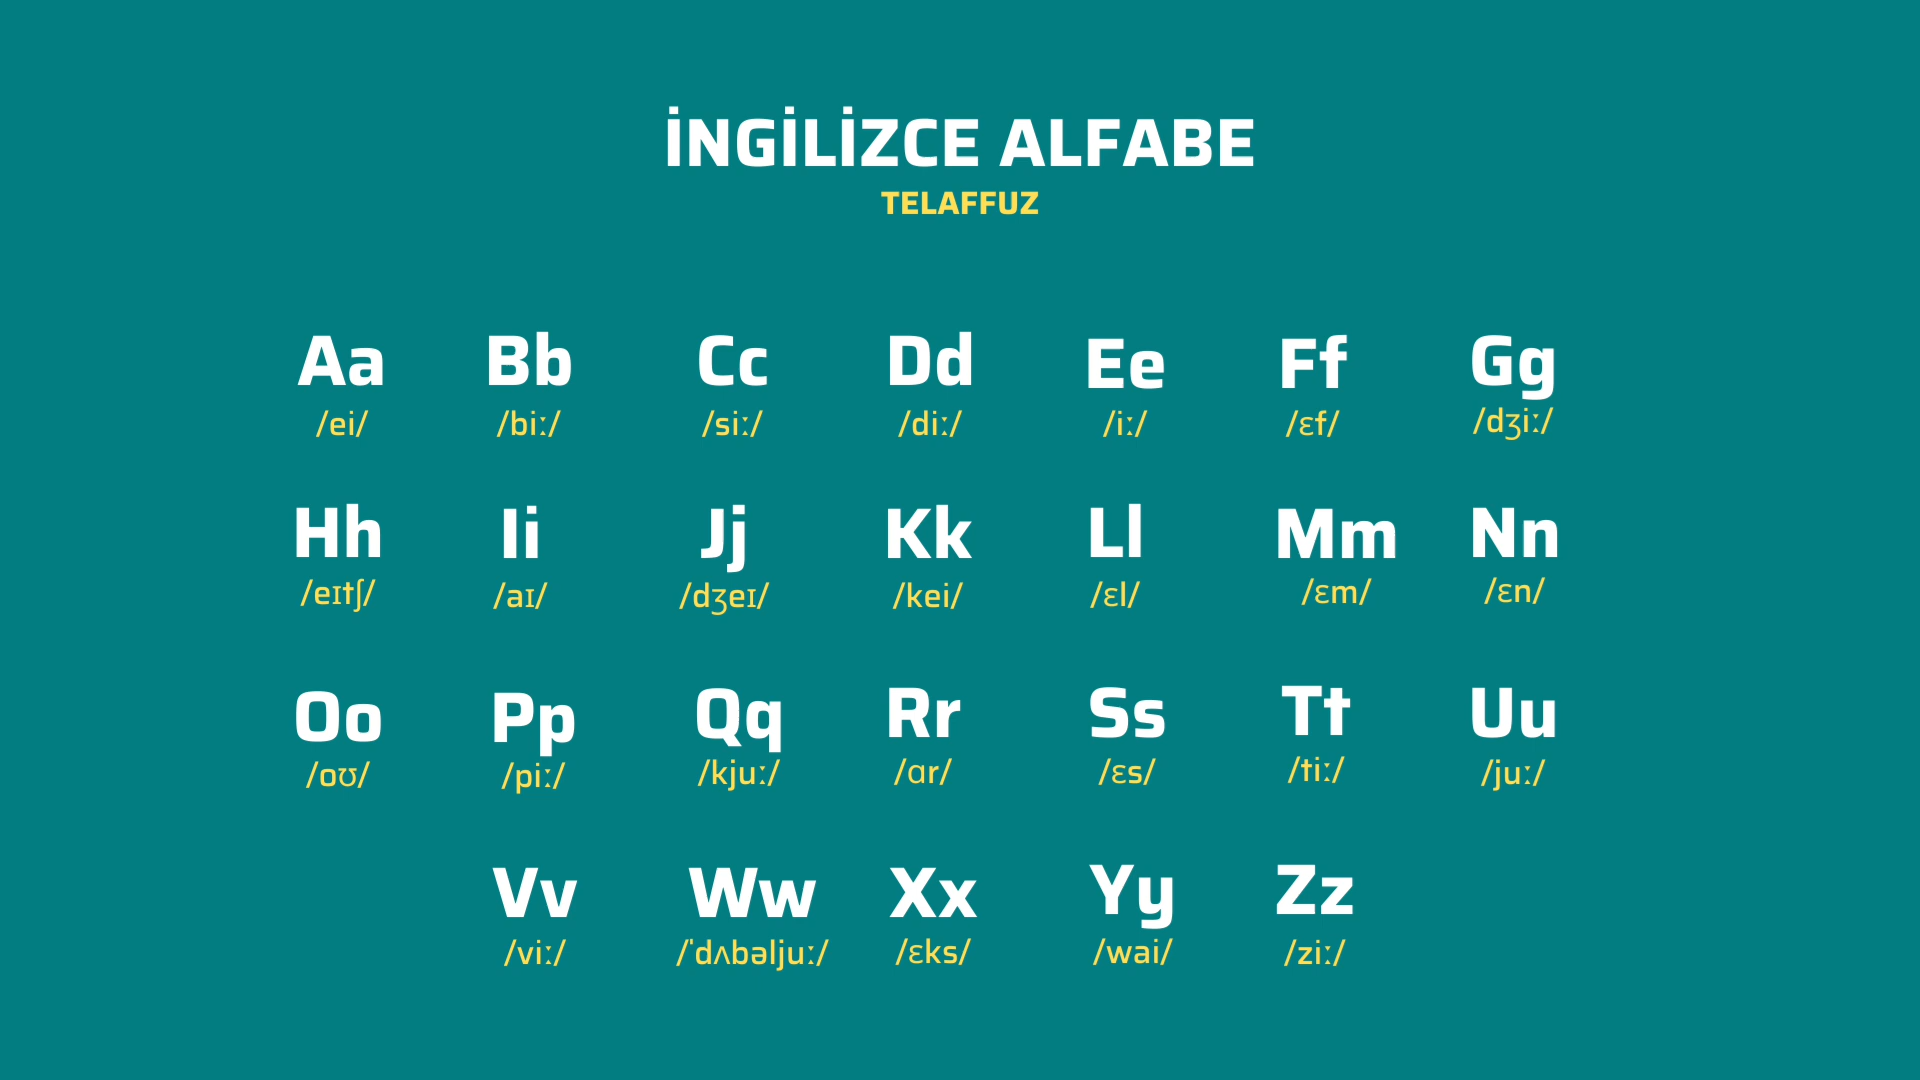 İNGİLİZCE ALFABE
TELAFFUZ
Aa Bb Cc Dd Ee Ff Gg
/ei/ /biː/ /siː/ /diː/ /iː/ /ɛf/ /dʒiː/
Hh Ii Jj Kk Ll Mm Nn
/eɪtʃ/ /aɪ/ /dʒeɪ/ /kei/ /ɛl/ /ɛm/ /ɛn/
Oo Pp Qq Rr Ss Tt Uu
/oʊ/ /piː/ /kjuː/ /ɑr/ /ɛs/ /tiː/ /juː/
Vv Ww Xx Yy Zz
/viː/ /ˈdʌbəljuː/ /ɛks/ /wai/ /ziː/